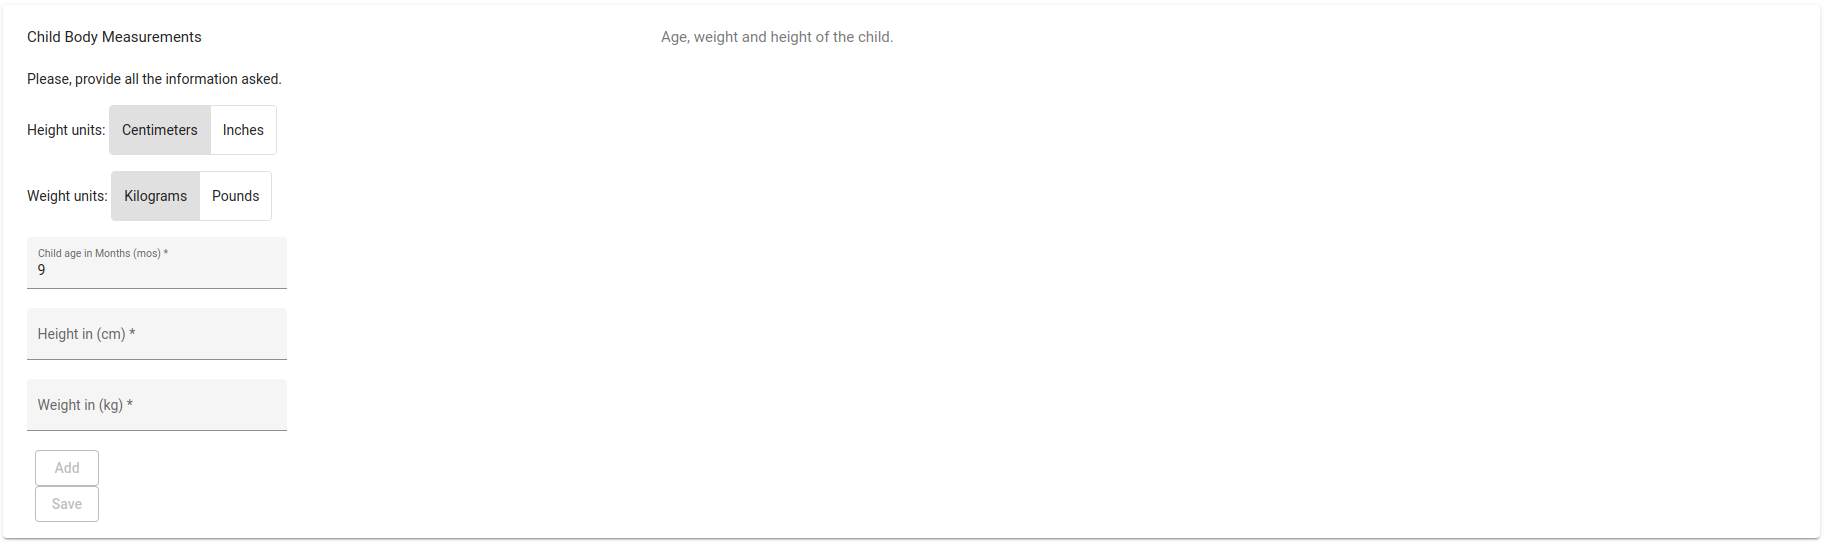 Child Body Measurements
Age, weight and height of the child.
Please, provide all the information asked.
Height units: Centimeters Inches
Weight units: Kilograms Pounds
Child age in Months (mos) *
9
Height in (cm) *
Weight in (kg) *
Add
Save